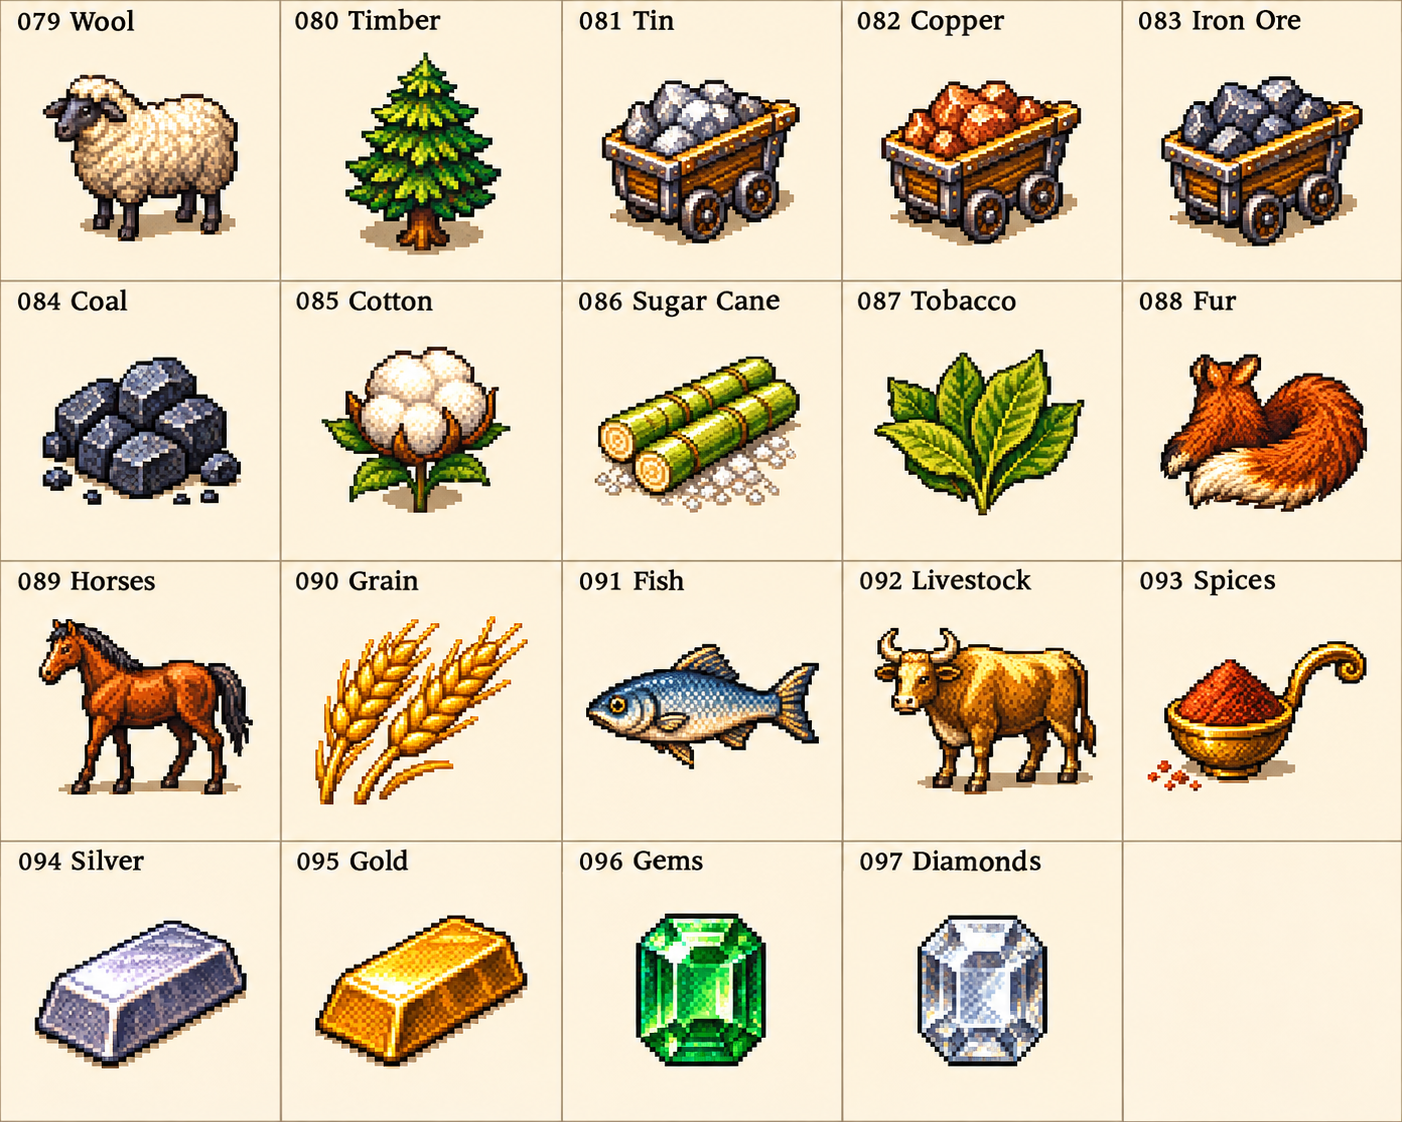 079 Wool
080 Timber
081 Tin
082 Copper
083 Iron Ore
084 Coal
085 Cotton
086 Sugar Cane
087 Tobacco
088 Fur
089 Horses
090 Grain
091 Fish
092 Livestock
093 Spices
094 Silver
095 Gold
096 Gems
097 Diamonds